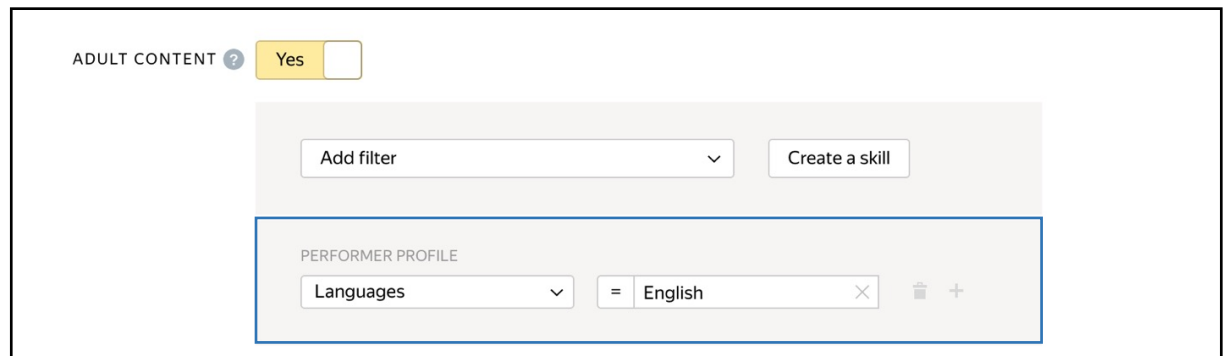 ADULT CONTENT ? Yes
Add filter Create a skill
PERFORMER PROFILE
Languages = English